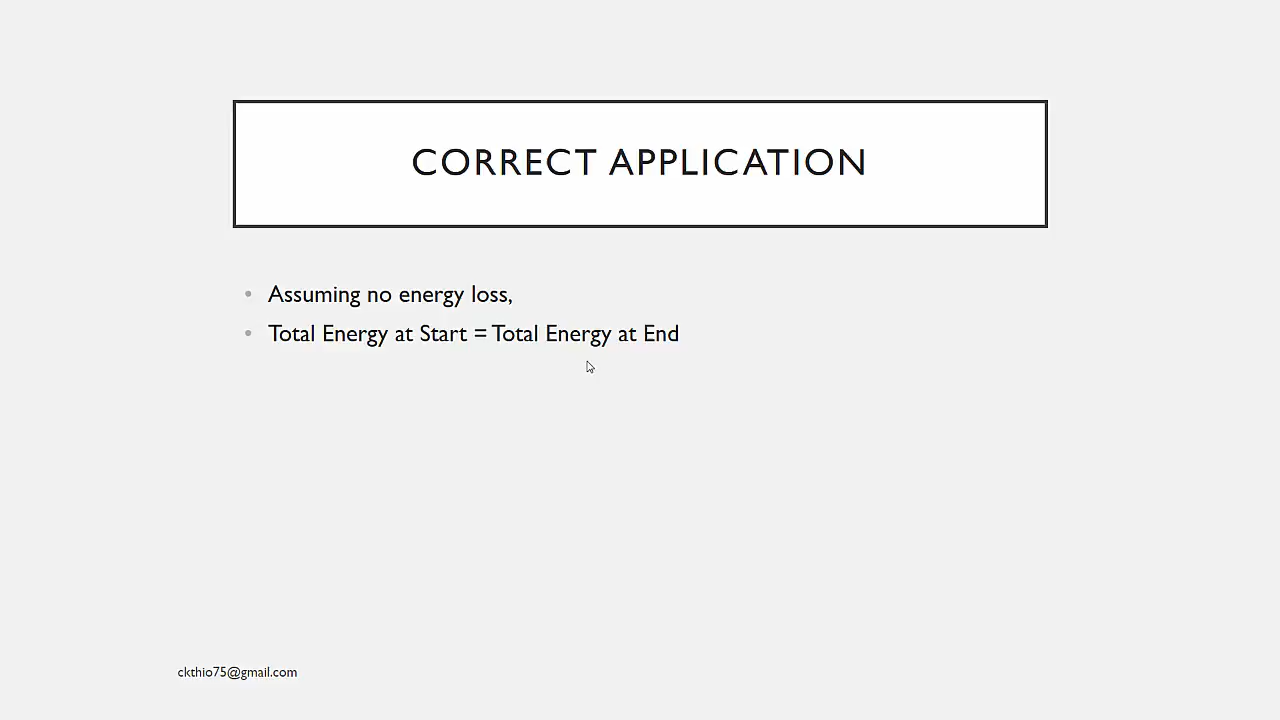 CORRECT APPLICATION
Assuming no energy loss,
Total Energy at Start = Total Energy at End
ckthio75@gmail.com